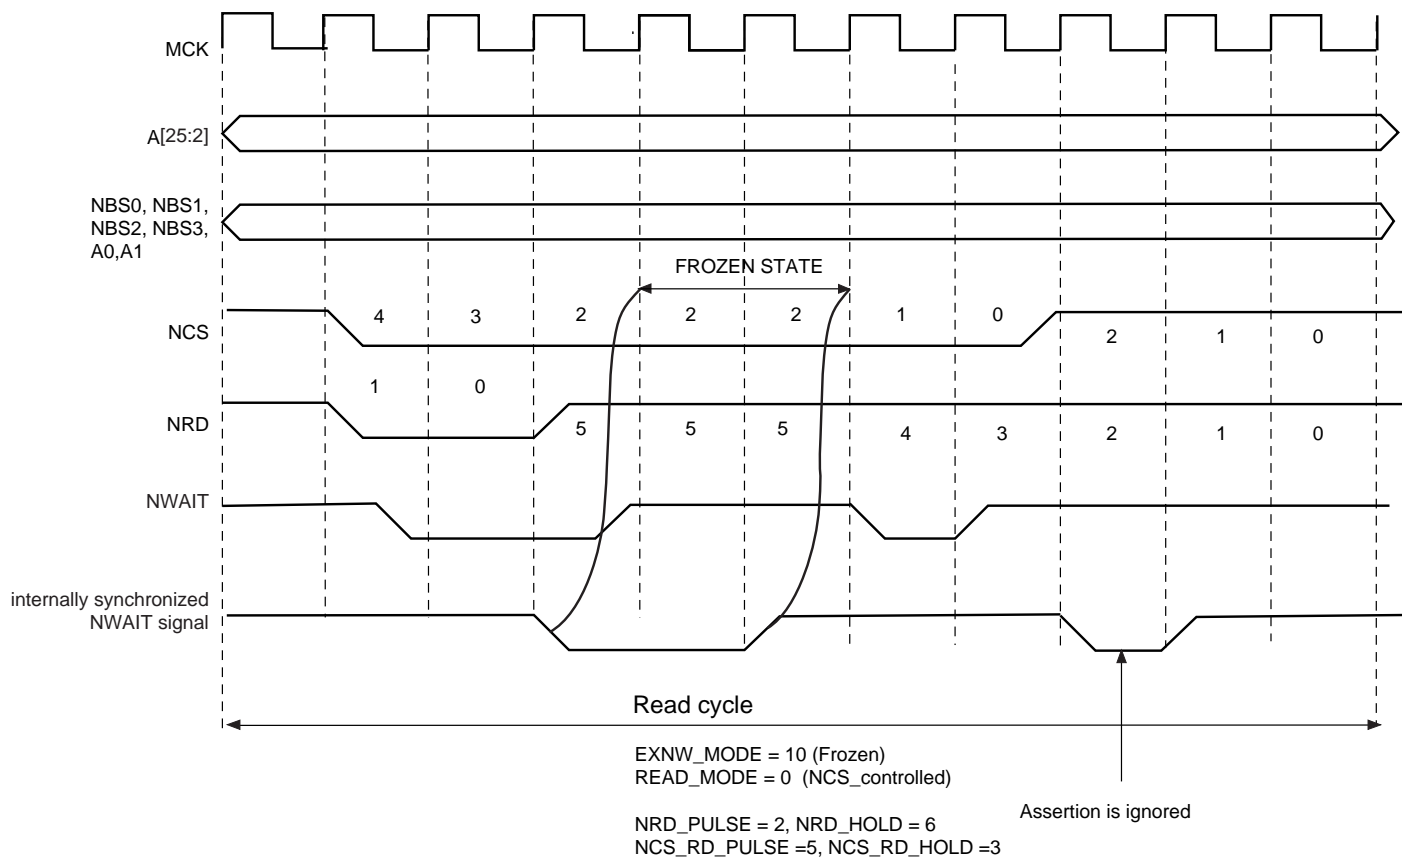 MCK
A[25:2]
NBS0, NBS1,
NBS2, NBS3,
A0,A1
FROZEN STATE
NCS
4 3 2 2 2 1 0
2 1 0
1 0
NRD
5 5 5 4 3 2 1 0
NWAIT
internally synchronized
NWAIT signal
Read cycle
EXNW_MODE = 10 (Frozen)
READ_MODE = 0 (NCS_controlled)
Assertion is ignored
NRD_PULSE = 2, NRD_HOLD = 6
NCS_RD_PULSE =5, NCS_RD_HOLD =3